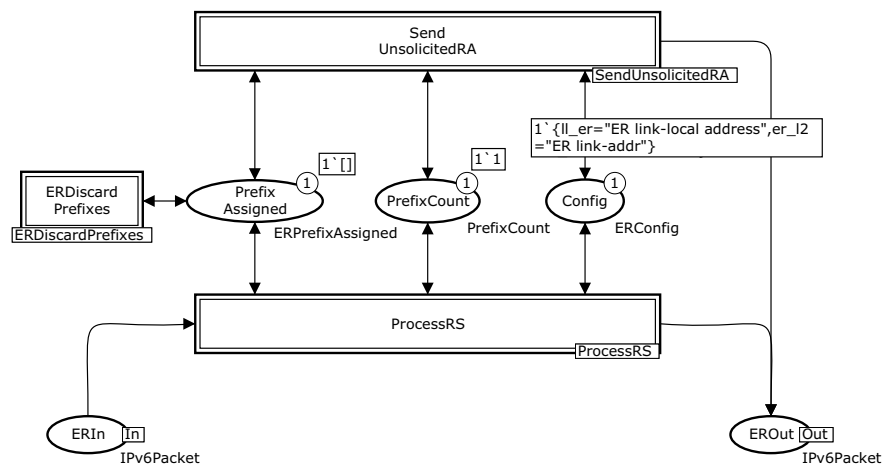 Send
UnsolicitedRA
SendUnsolicitedRA
1`{ll_er="ER link-local address",er_l2
="ER link-addr"}
1`[]
1`1
1
1
1
ERDiscard
Prefixes
ERDiscardPrefixes
Prefix
Assigned
ERPrefixAssigned
PrefixCount
PrefixCount
Config
ERConfig
ProcessRS
ProcessRS
ERIn
In
IPv6Packet
EROut
Out
IPv6Packet